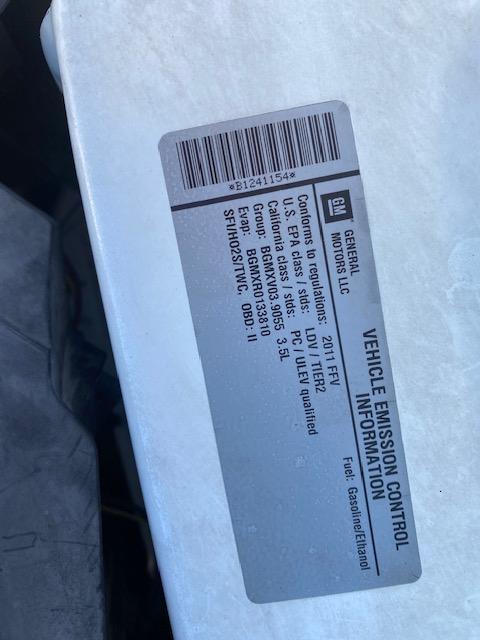 *B1241154*
GM
GENERAL
MOTORS LLC
VEHICLE EMISSION CONTROL
INFORMATION
Conforms to regulations: 2011 FFV
Fuel: Gasoline/Ethanol
U.S. EPA class / stds: LDV / TIER2
California class / stds: PC / ULEV qualified
Group: BGMXV03.9055 3.5L
Evap: BGMXR0133810
SFI/HO2S/TWC, OBD: II